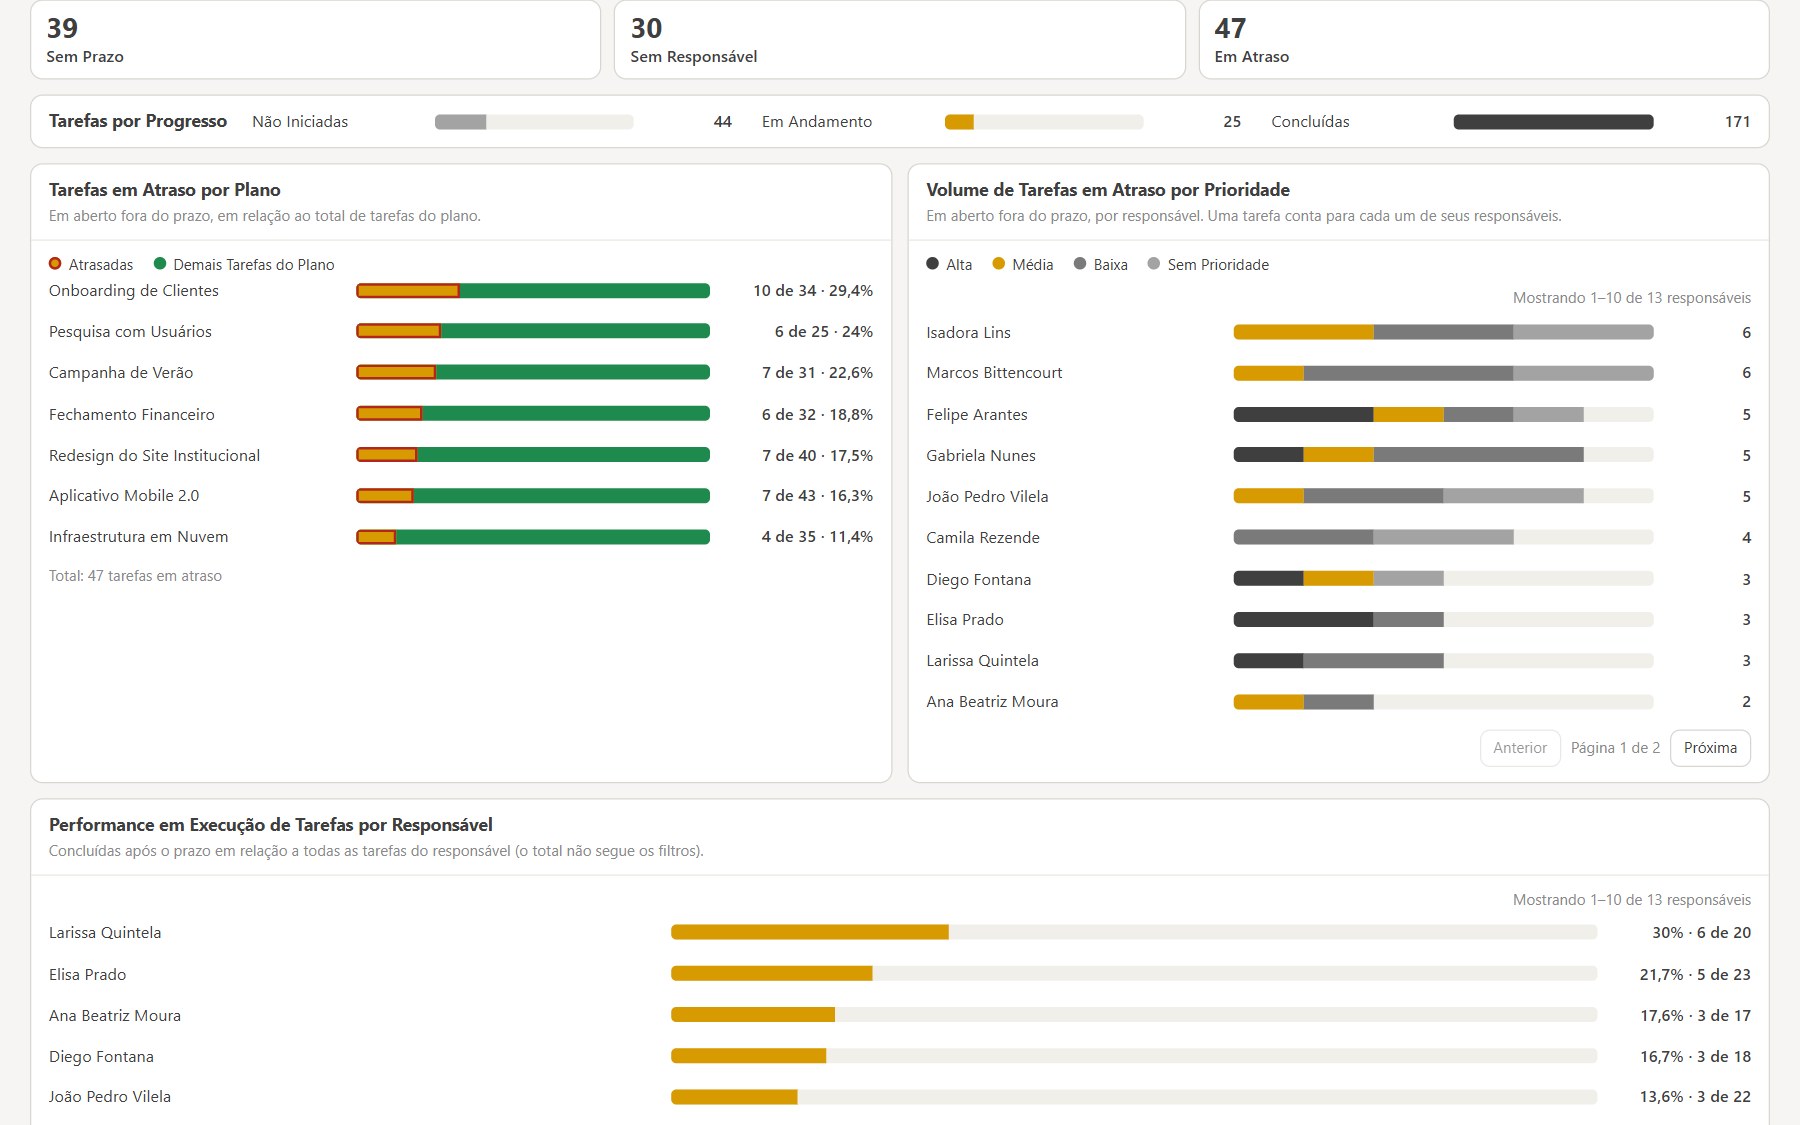 39
Sem Prazo
30
Sem Responsável
47
Em Atraso
Tarefas por Progresso
Não Iniciadas 44
Em Andamento 25
Concluídas 171
Tarefas em Atraso por Plano
Em aberto fora do prazo, em relação ao total de tarefas do plano.
Atrasadas Demais Tarefas do Plano
Onboarding de Clientes 10 de 34 · 29,4%
Pesquisa com Usuários 6 de 25 · 24%
Campanha de Verão 7 de 31 · 22,6%
Fechamento Financeiro 6 de 32 · 18,8%
Redesign do Site Institucional 7 de 40 · 17,5%
Aplicativo Mobile 2.0 7 de 43 · 16,3%
Infraestrutura em Nuvem 4 de 35 · 11,4%
Total: 47 tarefas em atraso
Volume de Tarefas em Atraso por Prioridade
Em aberto fora do prazo, por responsável. Uma tarefa conta para cada um de seus responsáveis.
Alta Média Baixa Sem Prioridade
Mostrando 1–10 de 13 responsáveis
Isadora Lins 6
Marcos Bittencourt 6
Felipe Arantes 5
Gabriela Nunes 5
João Pedro Vilela 5
Camila Rezende 4
Diego Fontana 3
Elisa Prado 3
Larissa Quintela 3
Ana Beatriz Moura 2
Anterior Página 1 de 2 Próxima
Performance em Execução de Tarefas por Responsável
Concluídas após o prazo em relação a todas as tarefas do responsável (o total não segue os filtros).
Mostrando 1–10 de 13 responsáveis
Larissa Quintela 30% · 6 de 20
Elisa Prado 21,7% · 5 de 23
Ana Beatriz Moura 17,6% · 3 de 17
Diego Fontana 16,7% · 3 de 18
João Pedro Vilela 13,6% · 3 de 22